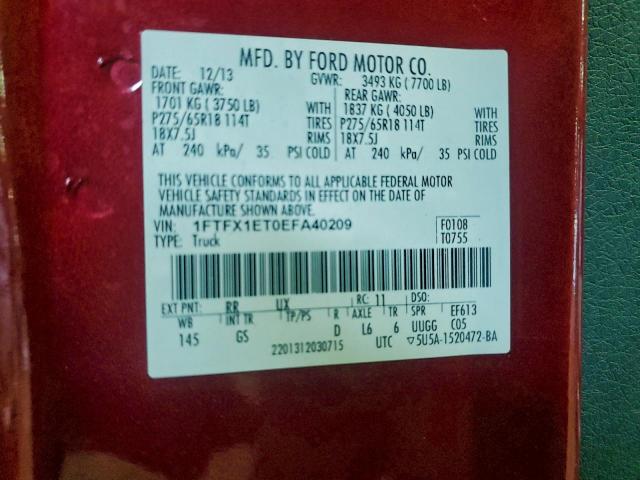 MFD. BY FORD MOTOR CO.
DATE: 12/13 GVWR: 3493 KG ( 7700 LB)
FRONT GAWR: REAR GAWR:
1701 KG ( 3750 LB) WITH 1837 KG ( 4050 LB) WITH
P275/65R18 114T TIRES P275/65R18 114T TIRES
18X7.5J RIMS 18X7.5J RIMS
AT 240 kPa/ 35 PSI COLD AT 240 kPa/ 35 PSI COLD
THIS VEHICLE CONFORMS TO ALL APPLICABLE FEDERAL MOTOR
VEHICLE SAFETY STANDARDS IN EFFECT ON THE DATE OF
MANUFACTURE SHOWN ABOVE.
VIN: 1FTFX1ET0EFA40209 F0108
TYPE: Truck T0755
EXT PNT: RR UX RC: 11 DSO:
WB INT TR TP/PS R AXLE TR SPR EF613
145 GS D L6 6 UUGG C05
2201312030715 UTC ▽5U5A-1520472-BA